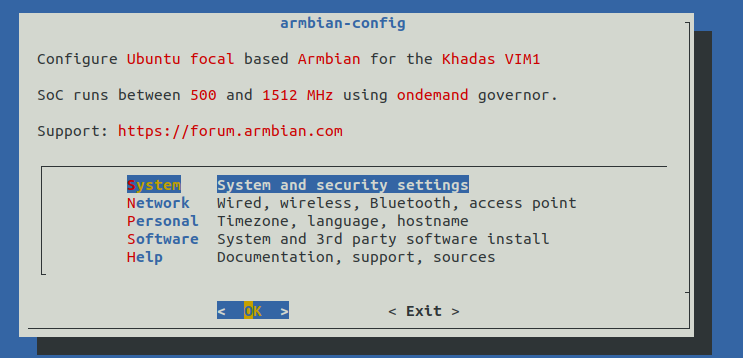 armbian-config
Configure Ubuntu focal based Armbian for the Khadas VIM1
SoC runs between 500 and 1512 MHz using ondemand governor.
Support: https://forum.armbian.com
System System and security settings
Network Wired, wireless, Bluetooth, access point
Personal Timezone, language, hostname
Software System and 3rd party software install
Help Documentation, support, sources
< OK > < Exit >